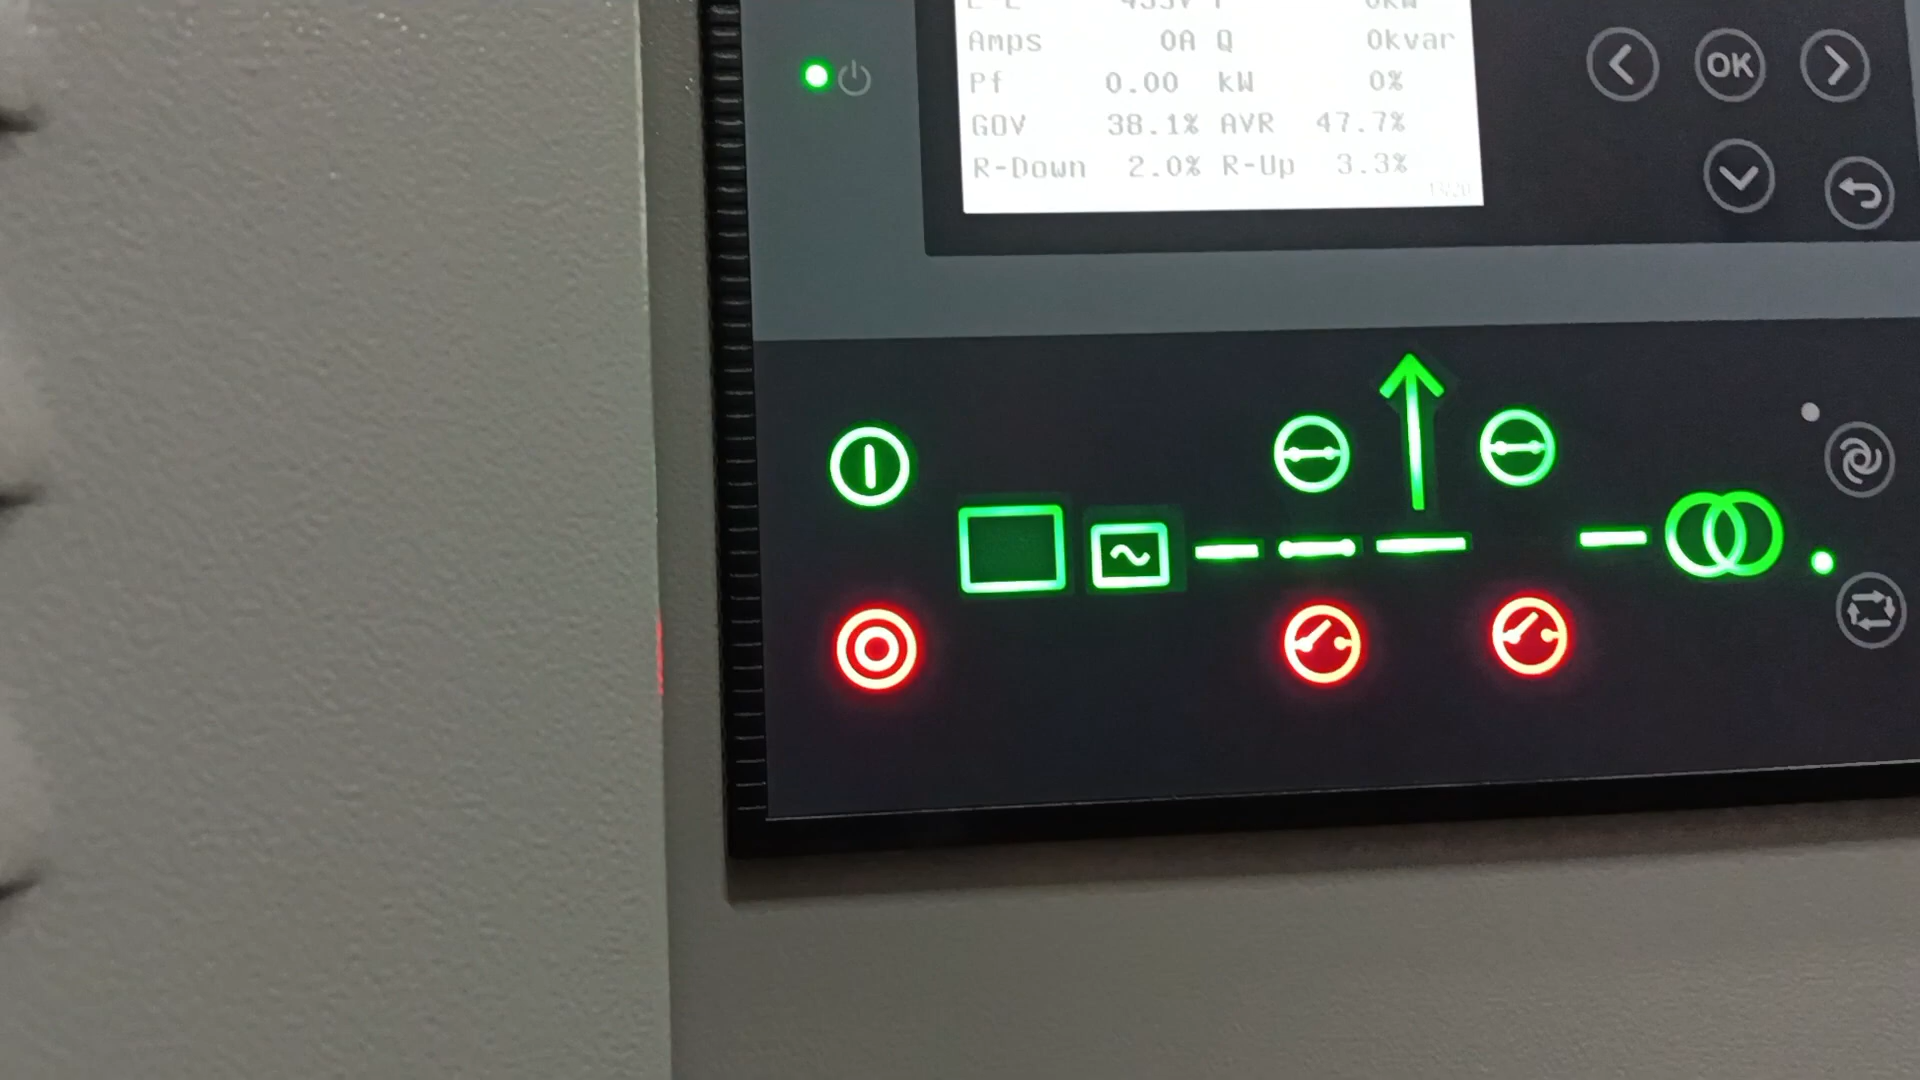 Amps 0A Q 0kvar
Pf 0.00 kW 0%
GOV 38.1% AVR 47.7%
R-Down 2.0% R-Up 3.3%
OK